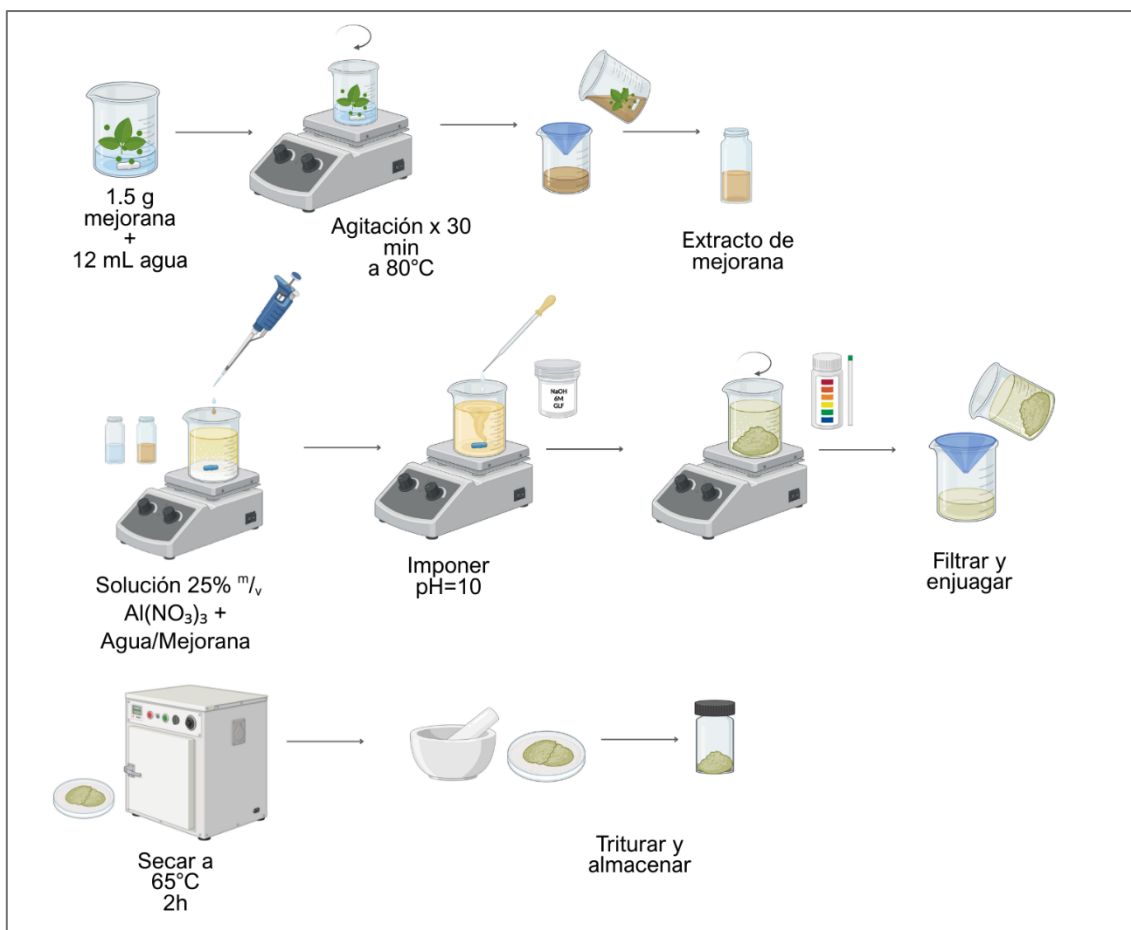 1.5 g
mejorana
+
12 mL agua
Agitación x 30
min
a 80°C
Extracto de
mejorana
Solución 25% ᵐ/ᵥ
Al(NO₃)₃ +
Agua/Mejorana
NaOH
6M
GLF
Imponer
pH=10
Filtrar y
enjuagar
Secar a
65°C
2h
Triturar y
almacenar